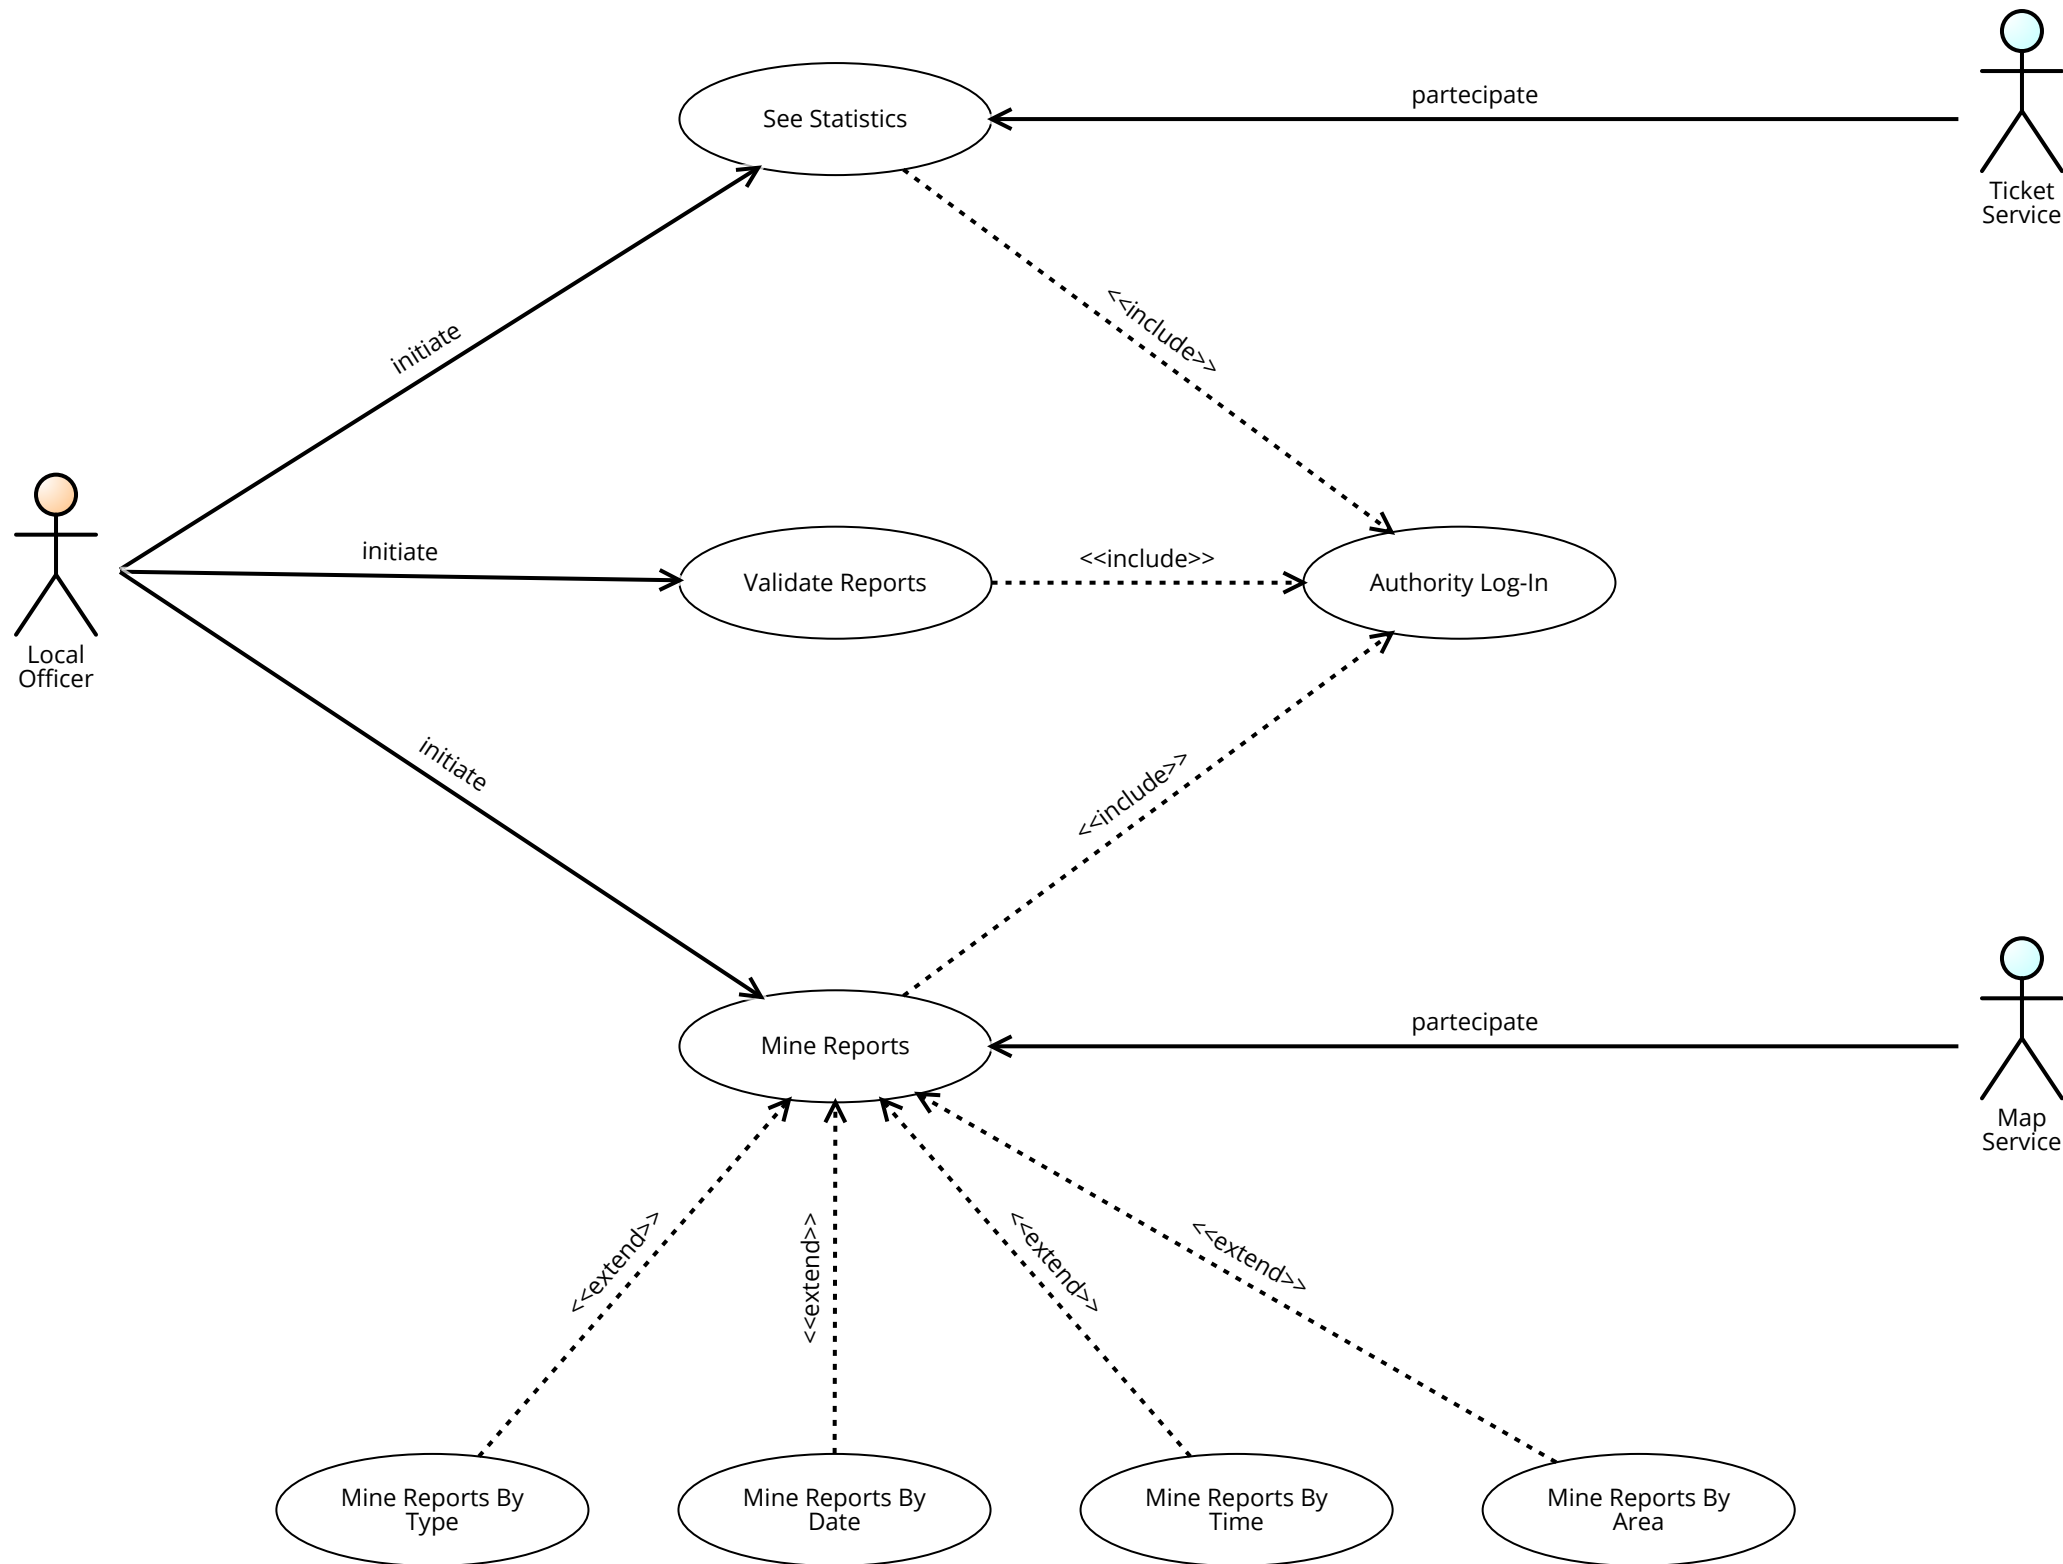 partecipate
See Statistics
Ticket
Service
<<include>>
initiate
initiate
<<include>>
Validate Reports
Authority Log-In
Local
Officer
initiate
<<include>>
partecipate
Mine Reports
Map
Service
<<extend>>
<<extend>>
<<extend>>
<<extend>>
Mine Reports By
Type
Mine Reports By
Date
Mine Reports By
Time
Mine Reports By
Area